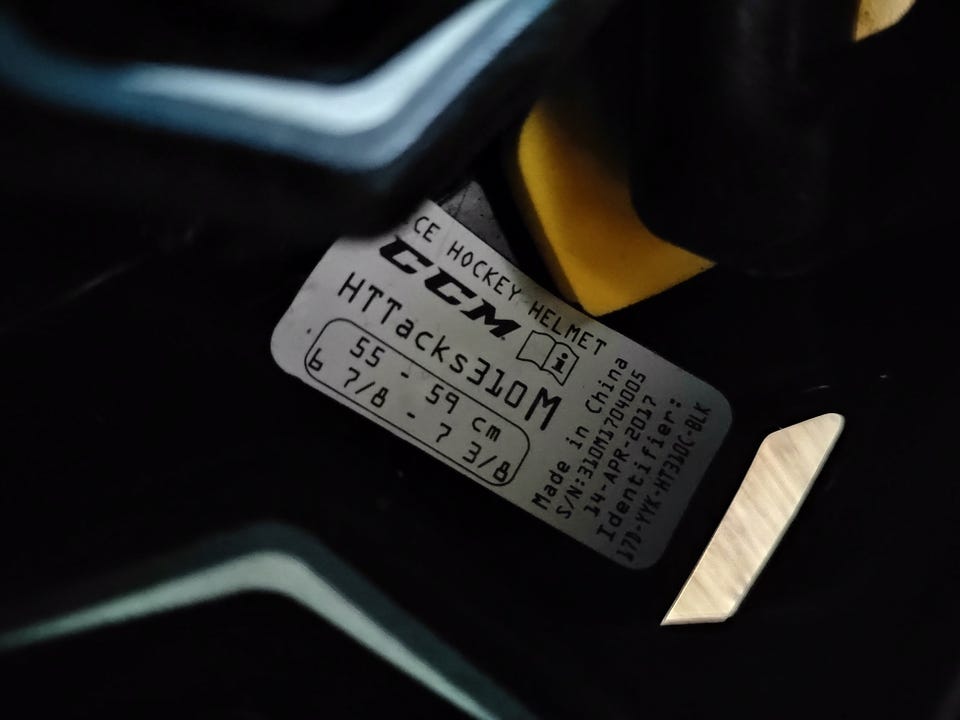 CE HOCKEY HELMET
CCM
HTTacks310M
55 - 59 cm
6 7/8 - 7 3/8
Made in China
S/N:310M1704005
14-APR-2017
Identifier:
17D-YYK-HT310C-BLK